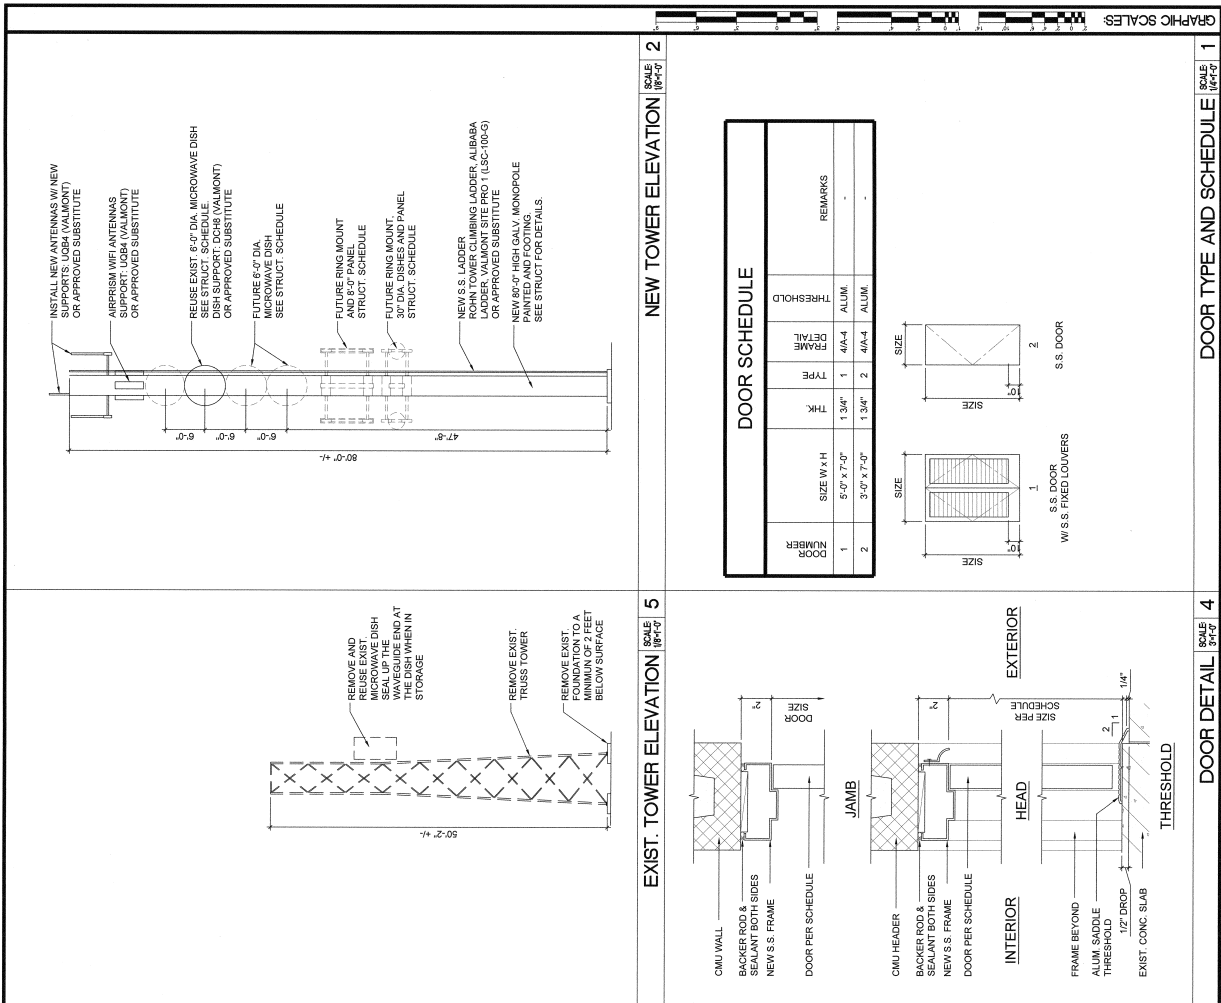 REMOVE AND
REUSE EXIST.
MICROWAVE DISH
SEAL UP THE
WAVEGUIDE END AT
THE DISH WHEN IN
STORAGE
REMOVE EXIST.
TRUSS TOWER
REMOVE EXIST.
FOUNDATION TO A
MINIMUN OF 2 FEET
BELOW SURFACE
50'-2" +/-
EXIST. TOWER ELEVATION
SCALE:
1/8"=1'-0"
5
INSTALL NEW ANTENNAS W/ NEW
SUPPORTS: UQB4 (VALMONT)
OR APPROVED SUBSTITUTE
AIRPRISM WIFI ANTENNAS
SUPPORT: UQB4 (VALMONT)
OR APPROVED SUBSTITUTE
REUSE EXIST. 6'-0" DIA. MICROWAVE DISH
SEE STRUCT. SCHEDULE.
DISH SUPPORT: DCH8 (VALMONT)
OR APPROVED SUBSTITUTE
FUTURE 6'-0" DIA.
MICROWAVE DISH
SEE STRUCT. SCHEDULE
FUTURE RING MOUNT
AND 8'-0" PANEL
STRUCT. SCHEDULE
FUTURE RING MOUNT,
30" DIA. DISHES AND PANEL
STRUCT. SCHEDULE
NEW S.S. LADDER
ROHN TOWER CLIMBING LADDER, ALIBABA
LADDER, VALMONT SITE PRO 1 (LSC-100-G)
OR APPROVED SUBSTITUTE
NEW 80'-0" HIGH GALV. MONOPOLE
PAINTED AND FOOTING.
SEE STRUCT FOR DETAILS.
6'-0"
6'-0"
6'-0"
47'-8"
80'-0" +/-
NEW TOWER ELEVATION
SCALE:
1/8"=1'-0"
2
CMU WALL
BACKER ROD &
SEALANT BOTH SIDES
NEW S.S. FRAME
DOOR PER SCHEDULE
2"
DOOR
SIZE
JAMB
CMU HEADER
BACKER ROD &
SEALANT BOTH SIDES
NEW S.S. FRAME
DOOR PER SCHEDULE
2"
SIZE PER
SCHEDULE
INTERIOR
HEAD
EXTERIOR
FRAME BEYOND
ALUM. SADDLE
THRESHOLD
1/2" DROP
EXIST. CONC. SLAB
2
1
1/4"
THRESHOLD
DOOR DETAIL
SCALE:
3"=1'-0"
4
DOOR SCHEDULE
DOOR
NUMBER
SIZE W x H
THK.
TYPE
FRAME
DETAIL
THRESHOLD
REMARKS
1 5'-0" x 7'-0" 1 3/4" 1 4/A-4 ALUM. -
2 3'-0" x 7'-0" 1 3/4" 2 4/A-4 ALUM. -
SIZE
SIZE
10"
1
S.S. DOOR
W/ S.S. FIXED LOUVERS
SIZE
SIZE
10"
2
S.S. DOOR
DOOR TYPE AND SCHEDULE
SCALE:
1/4"=1'-0"
1
GRAPHIC SCALES: